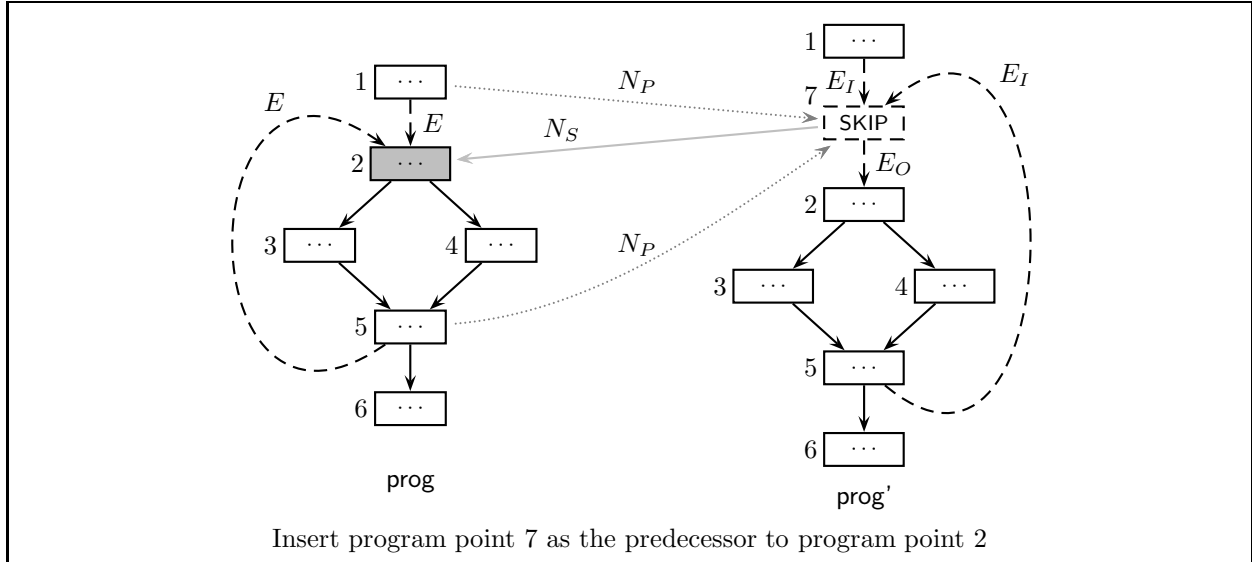 1 ···
E
E
2 ···
3 ···
4 ···
5 ···
6 ···
prog
N_P
N_S
N_P
1 ···
E_I
E_I
7
SKIP
E_O
2 ···
3 ···
4 ···
5 ···
6 ···
prog'
Insert program point 7 as the predecessor to program point 2